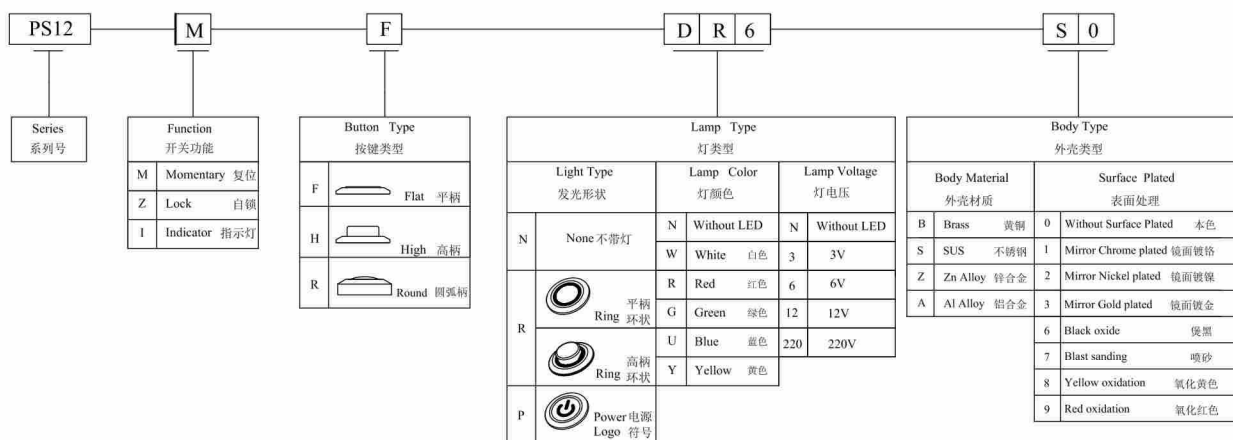 PS12 M F D R 6 S 0
Series
系列号
Function
开关功能
M Momentary 复位
Z Lock 自锁
I Indicator 指示灯
Button Type
按键类型
F Flat 平柄
H High 高柄
R Round 圆弧柄
Lamp Type
灯类型
Light Type
发光形状
N None 不带灯
R
平柄
Ring 环状
高柄
Ring 环状
P
Power 电源
Logo 符号
Lamp Color
灯颜色
N Without LED
W White 白色
R Red 红色
G Green 绿色
U Blue 蓝色
Y Yellow 黄色
Lamp Voltage
灯电压
N Without LED
3 3V
6 6V
12 12V
220 220V
Body Type
外壳类型
Body Material
外壳材质
B Brass 黄铜
S SUS 不锈钢
Z Zn Alloy 锌合金
A Al Alloy 铝合金
Surface Plated
表面处理
0 Without Surface Plated 本色
1 Mirror Chrome plated 镜面镀铬
2 Mirror Nickel plated 镜面镀镍
3 Mirror Gold plated 镜面镀金
6 Black oxide 煲黑
7 Blast sanding 喷砂
8 Yellow oxidation 氧化黄色
9 Red oxidation 氧化红色